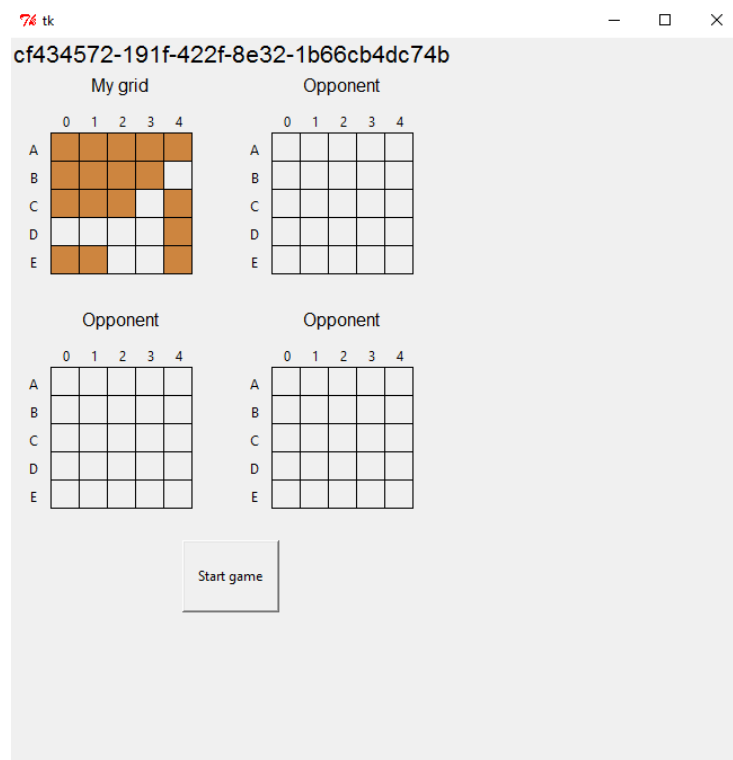 tk
cf434572-191f-422f-8e32-1b66cb4dc74b
My grid Opponent
0 1 2 3 4 0 1 2 3 4
A A
B B
C C
D D
E E
Opponent Opponent
0 1 2 3 4 0 1 2 3 4
A A
B B
C C
D D
E E
Start game